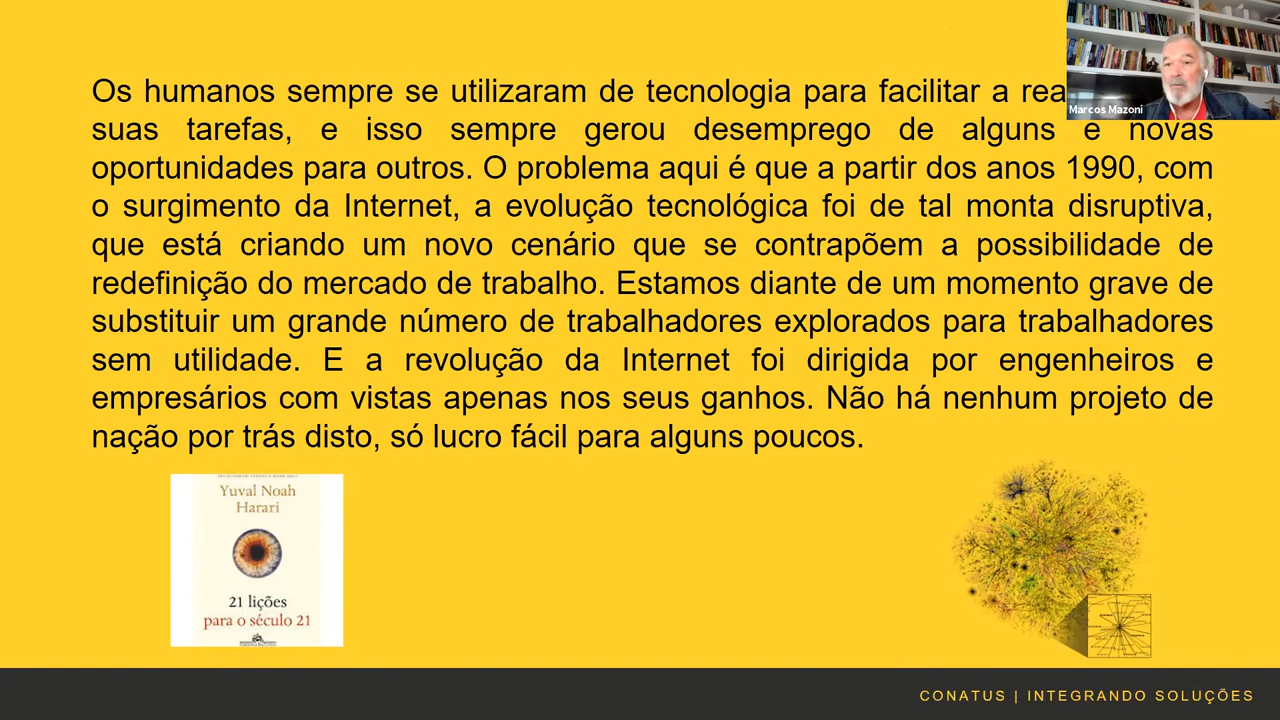 Os humanos sempre se utilizaram de tecnologia para facilitar a
suas tarefas, e isso sempre gerou desemprego de alguns e novas
oportunidades para outros. O problema aqui é que a partir dos anos 1990, com
o surgimento da Internet, a evolução tecnológica foi de tal monta disruptiva,
que está criando um novo cenário que se contrapõem a possibilidade de
redefinição do mercado de trabalho. Estamos diante de um momento grave de
substituir um grande número de trabalhadores explorados para trabalhadores
sem utilidade. E a revolução da Internet foi dirigida por engenheiros e
empresários com vistas apenas nos seus ganhos. Não há nenhum projeto de
nação por trás disto, só lucro fácil para alguns poucos.
Marcos Mazoni
Yuval Noah
Harari
21 lições
para o século 21
CONATUS | INTEGRANDO SOLUÇÕES